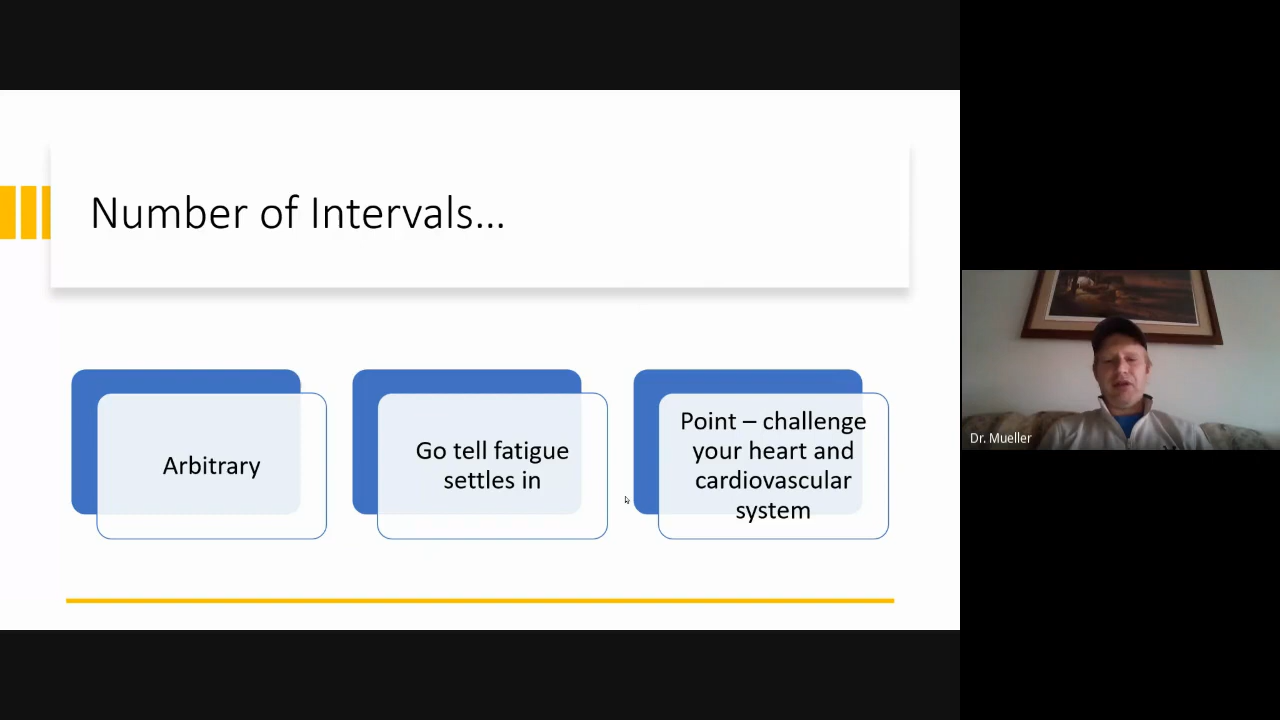 Number of Intervals...
Arbitrary
Go tell fatigue
settles in
Point – challenge
your heart and
cardiovascular
system
Dr. Mueller